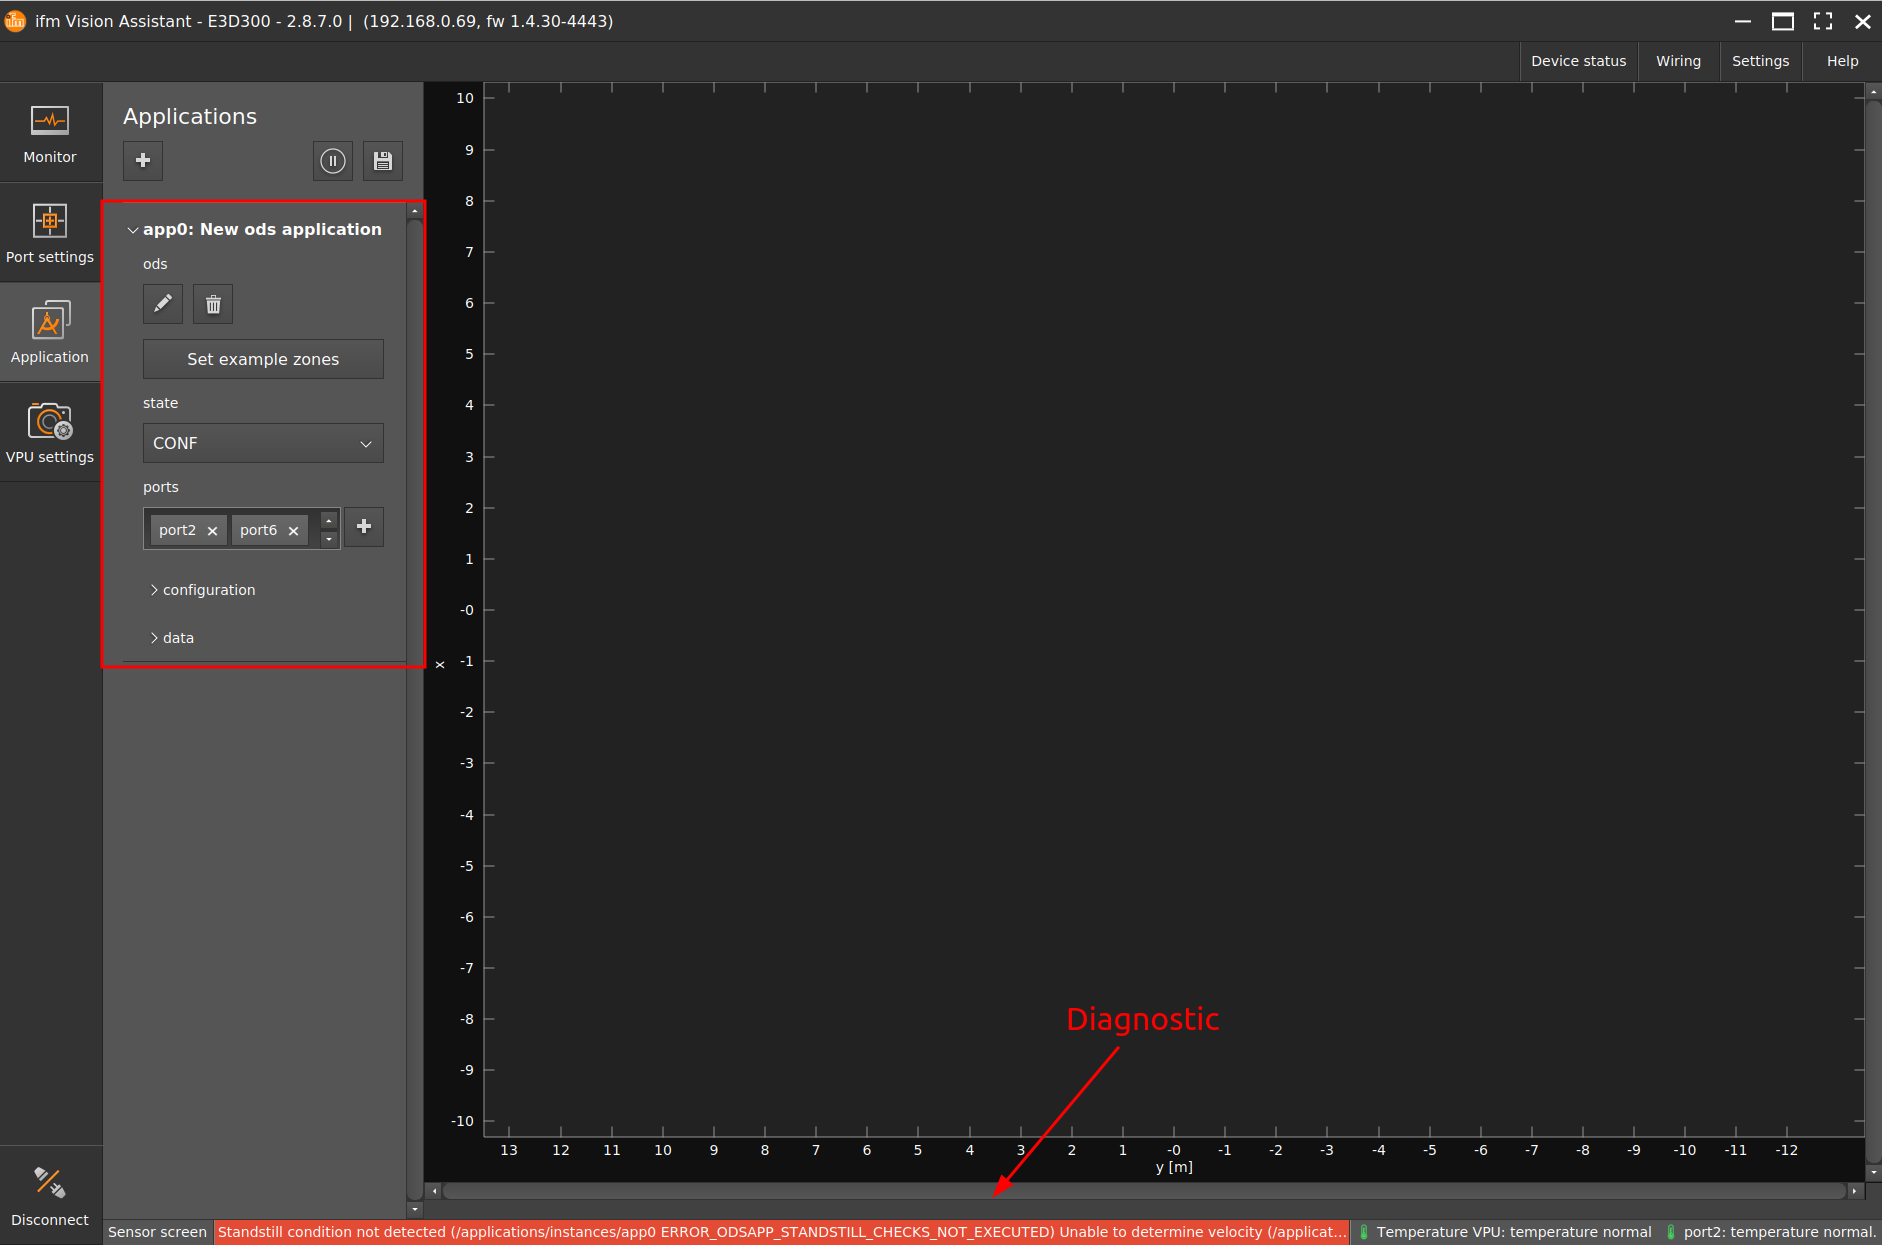 ifm Vision Assistant - E3D300 - 2.8.7.0 |  (192.168.0.69, fw 1.4.30-4443)
Device status Wiring Settings Help
Monitor
Port settings
Application
VPU settings
Disconnect
Applications
app0: New ods application
ods
Set example zones
state
CONF
ports
port2 port6
configuration
data
10
9
8
7
6
5
4
3
2
1
-0
-1
-2
-3
-4
-5
-6
-7
-8
-9
-10
x
Diagnostic
13 12 11 10 9 8 7 6 5 4 3 2 1 -0 -1 -2 -3 -4 -5 -6 -7 -8 -9 -10 -11 -12
y [m]
Sensor screen Standstill condition not detected (/applications/instances/app0 ERROR_ODSAPP_STANDSTILL_CHECKS_NOT_EXECUTED) Unable to determine velocity (/applicat... Temperature VPU: temperature normal port2: temperature normal.